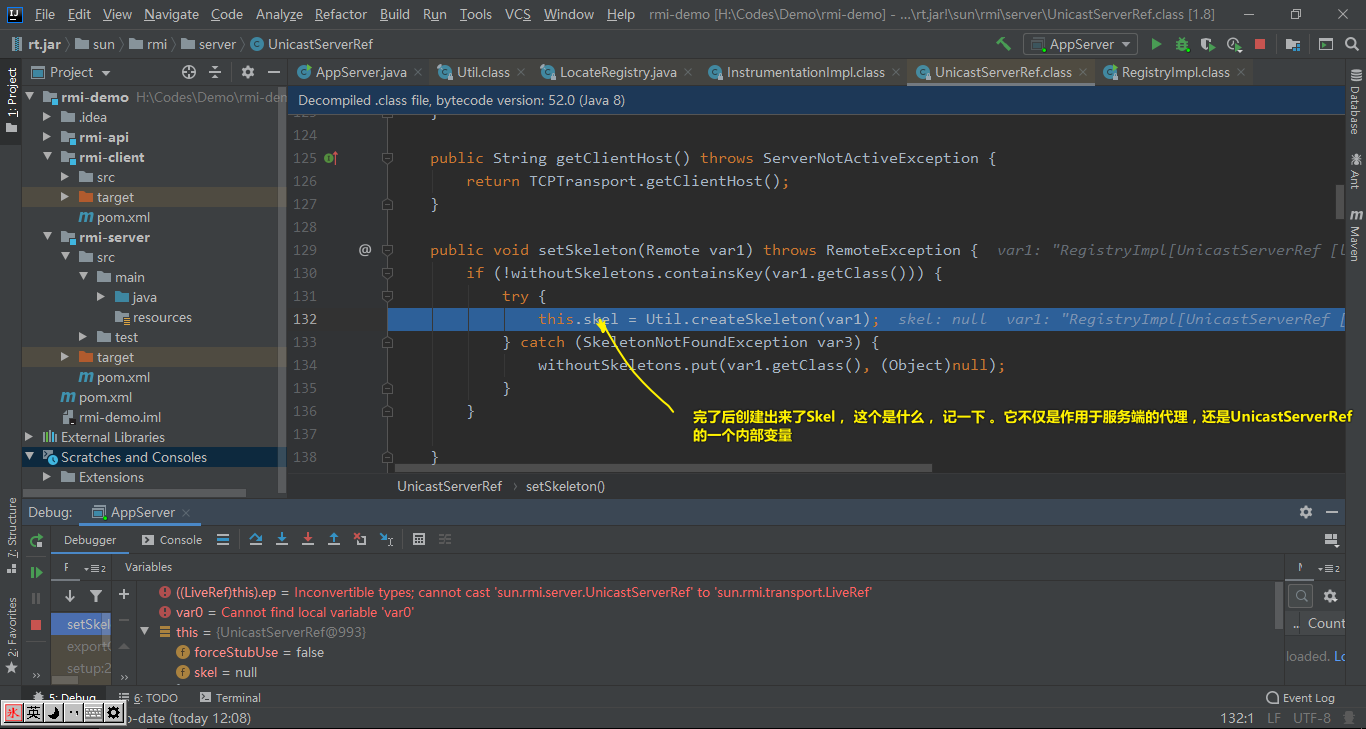 File Edit View Navigate Code Analyze Refactor Build Run Tools VCS Window Help rmi-demo [H:\Codes\Demo\rmi-demo] - ...\rt.jar!\sun\rmi\server\UnicastServerRef.class [1.8]
rt.jar sun rmi server UnicastServerRef AppServer
1: Project
Project
AppServer.java Util.class LocateRegistry.java InstrumentationImpl.class UnicastServerRef.class RegistryImpl.class
Decompiled .class file, bytecode version: 52.0 (Java 8)
rmi-demo H:\Codes\Demo\rmi-den
.idea
rmi-api
rmi-client
src
target
pom.xml
rmi-server
src
main
java
resources
test
target
pom.xml
pom.xml
rmi-demo.iml
External Libraries
Scratches and Consoles
Extensions
123 }
124
125 public String getClientHost() throws ServerNotActiveException {
126 return TCPTransport.getClientHost();
127 }
128
129 @ public void setSkeleton(Remote var1) throws RemoteException { var1: "RegistryImpl[UnicastServerRef [l
130 if (!withoutSkeletons.containsKey(var1.getClass())) {
131 try {
132 this.skel = Util.createSkeleton(var1); skel: null var1: "RegistryImpl[UnicastServerRef [
133 } catch (SkeletonNotFoundException var3) {
134 withoutSkeletons.put(var1.getClass(), (Object)null);
135 }
136 }
137
138 }
完了后创建出来了Skel ，这个是什么 ，记一下 。它不仅是作用于服务端的代理，还是UnicastServerRef
的一个内部变量
UnicastServerRef setSkeleton()
Database
Ant
Maven
7: Structure
2: Favorites
Debug: AppServer
Debugger Console
F 2 Variables
((LiveRef)this).ep = Inconvertible types; cannot cast 'sun.rmi.server.UnicastServerRef' to 'sun.rmi.transport.LiveRef'
var0 = Cannot find local variable 'var0'
this = {UnicastServerRef@993}
forceStubUse = false
skel = null
setSkel
export
setup:2
.. Count
loaded. Lo
5: Debug 6: TODO Terminal Event Log
英
o-date (today 12:08) 132:1 LF UTF-8